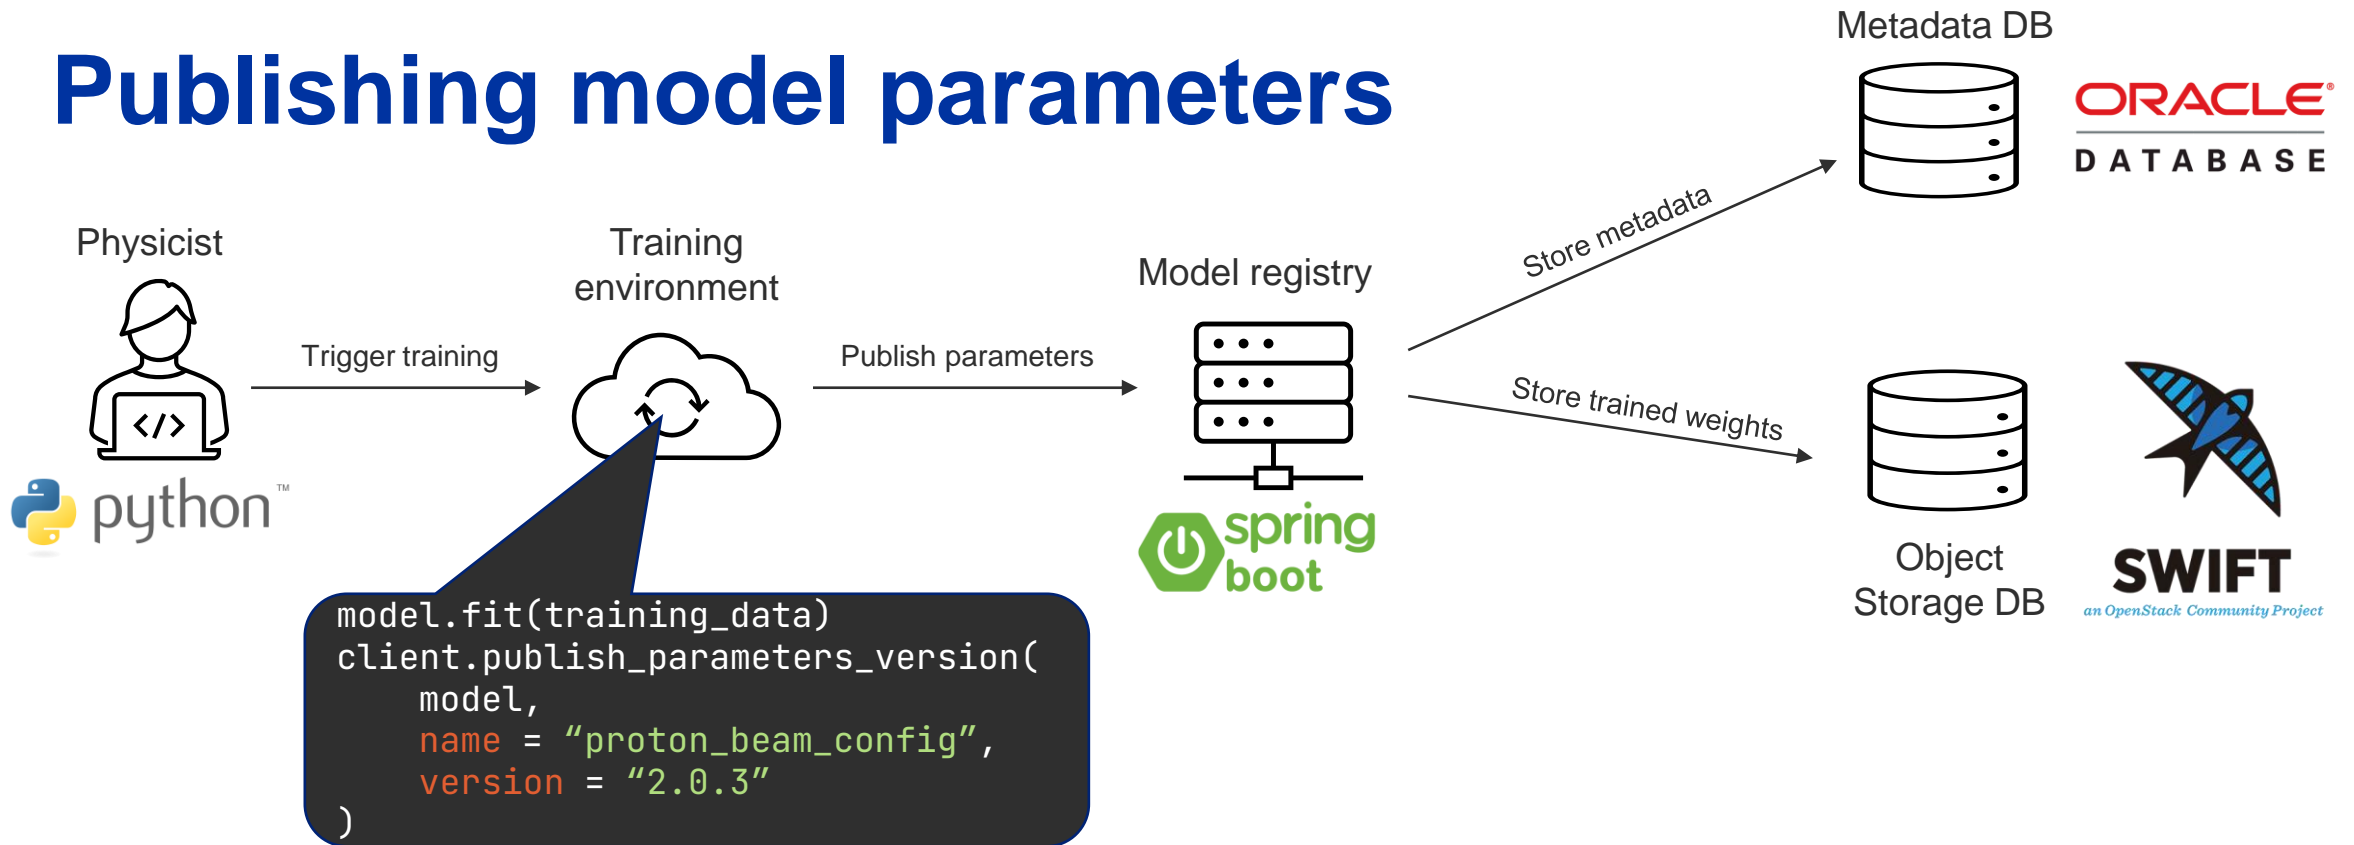 Publishing model parameters
Physicist
</>
python™
Trigger training
Training
environment
Publish parameters
Model registry
spring
boot
Store metadata
Metadata DB
ORACLE®
DATABASE
Store trained weights
Object
Storage DB
SWIFT
an OpenStack Community Project
model.fit(training_data)
client.publish_parameters_version(
    model,
    name = “proton_beam_config”,
    version = “2.0.3”
)